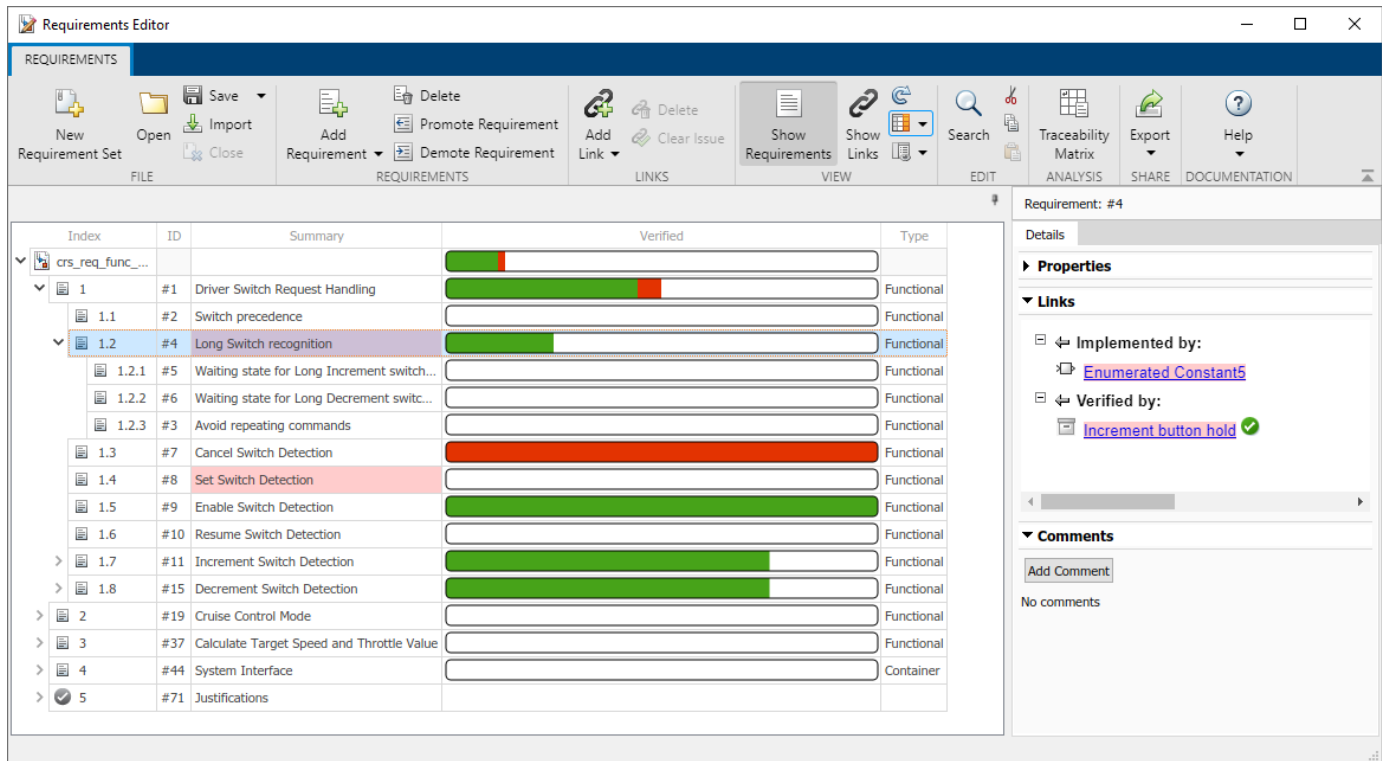 Requirements Editor
REQUIREMENTS
New Requirement Set
Open
Save
Import
Close
FILE
Add Requirement
Delete
Promote Requirement
Demote Requirement
REQUIREMENTS
Add Link
Delete
Clear Issue
LINKS
Show Requirements
Show Links
VIEW
Search
EDIT
Traceability Matrix
ANALYSIS
Export
SHARE
Help
DOCUMENTATION
Index ID Summary Verified Type
crs_req_func_...
1 #1 Driver Switch Request Handling Functional
1.1 #2 Switch precedence Functional
1.2 #4 Long Switch recognition Functional
1.2.1 #5 Waiting state for Long Increment switch... Functional
1.2.2 #6 Waiting state for Long Decrement switc... Functional
1.2.3 #3 Avoid repeating commands Functional
1.3 #7 Cancel Switch Detection Functional
1.4 #8 Set Switch Detection Functional
1.5 #9 Enable Switch Detection Functional
1.6 #10 Resume Switch Detection Functional
1.7 #11 Increment Switch Detection Functional
1.8 #15 Decrement Switch Detection Functional
2 #19 Cruise Control Mode Functional
3 #37 Calculate Target Speed and Throttle Value Functional
4 #44 System Interface Container
5 #71 Justifications
Requirement: #4
Details
Properties
Links
Implemented by:
Enumerated Constant5
Verified by:
Increment button hold
Comments
Add Comment
No comments